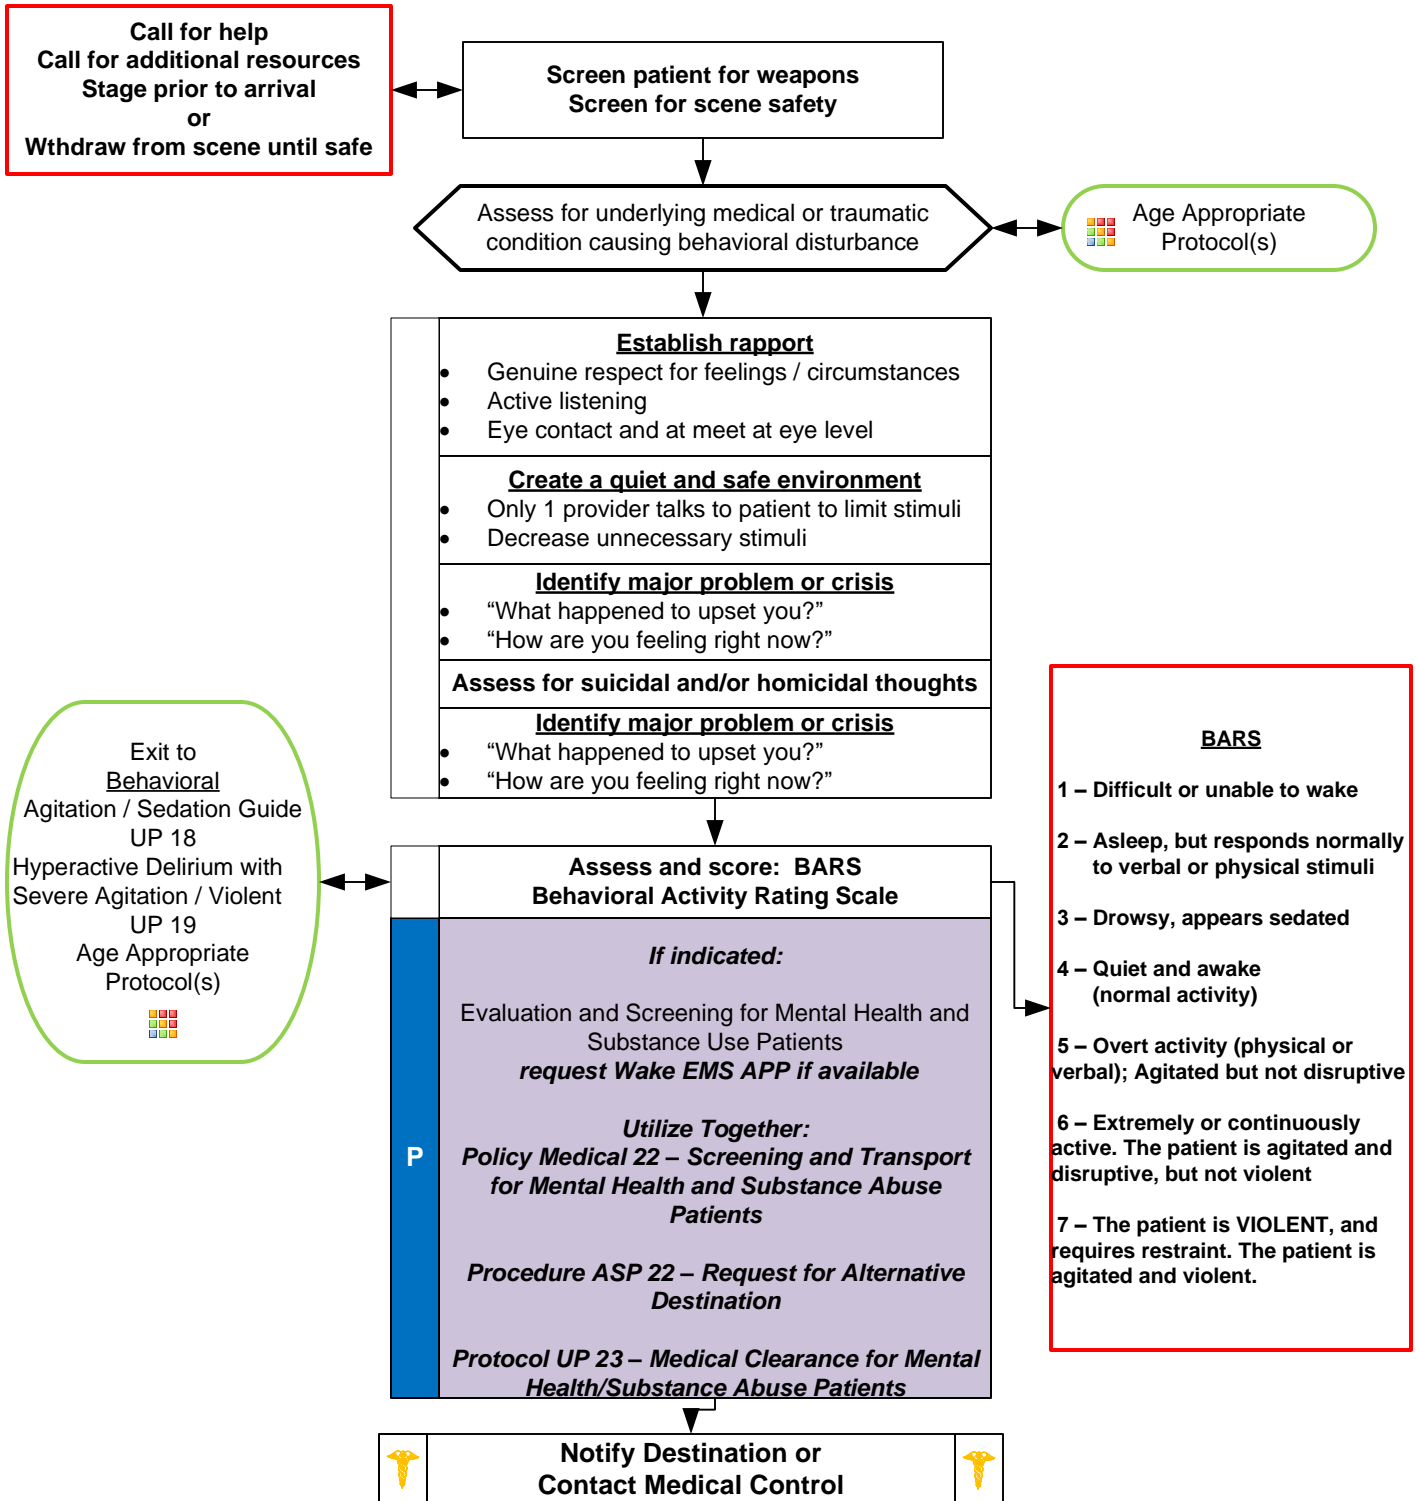 Call for help
Call for additional resources
Stage prior to arrival
or
Wthdraw from scene until safe
Screen patient for weapons
Screen for scene safety
Assess for underlying medical or traumatic
condition causing behavioral disturbance
Age Appropriate
Protocol(s)
Establish rapport
• Genuine respect for feelings / circumstances
• Active listening
• Eye contact and at meet at eye level
Create a quiet and safe environment
• Only 1 provider talks to patient to limit stimuli
• Decrease unnecessary stimuli
Identify major problem or crisis
• “What happened to upset you?”
• “How are you feeling right now?”
Assess for suicidal and/or homicidal thoughts
Identify major problem or crisis
• “What happened to upset you?”
• “How are you feeling right now?”
Exit to
Behavioral
Agitation / Sedation Guide
UP 18
Hyperactive Delirium with
Severe Agitation / Violent
UP 19
Age Appropriate
Protocol(s)
Assess and score: BARS
Behavioral Activity Rating Scale
P
If indicated:
Evaluation and Screening for Mental Health and
Substance Use Patients
request Wake EMS APP if available
Utilize Together:
Policy Medical 22 – Screening and Transport
for Mental Health and Substance Abuse
Patients
Procedure ASP 22 – Request for Alternative
Destination
Protocol UP 23 – Medical Clearance for Mental
Health/Substance Abuse Patients
BARS
1 – Difficult or unable to wake
2 – Asleep, but responds normally
to verbal or physical stimuli
3 – Drowsy, appears sedated
4 – Quiet and awake
(normal activity)
5 – Overt activity (physical or
verbal); Agitated but not disruptive
6 – Extremely or continuously
active. The patient is agitated and
disruptive, but not violent
7 – The patient is VIOLENT, and
requires restraint. The patient is
agitated and violent.
Notify Destination or
Contact Medical Control